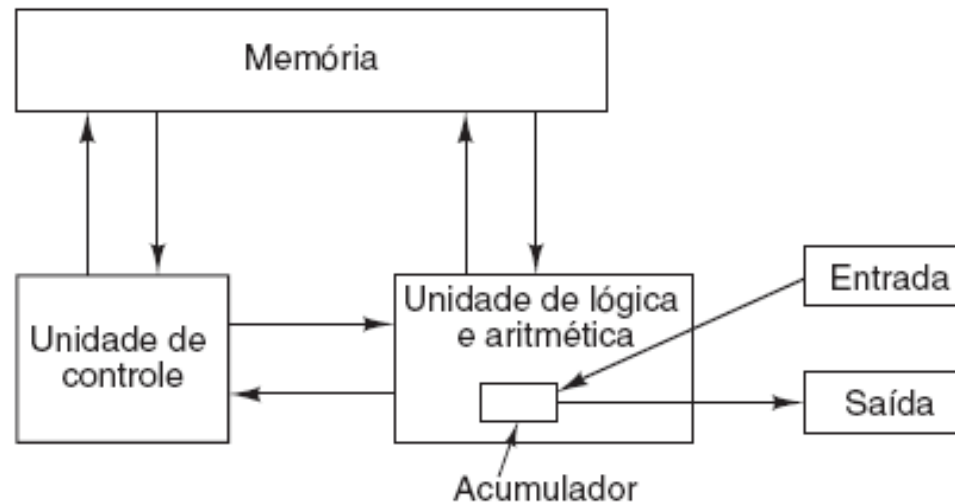 Memória
Unidade de
controle
Unidade de lógica
e aritmética
Entrada
Saída
Acumulador